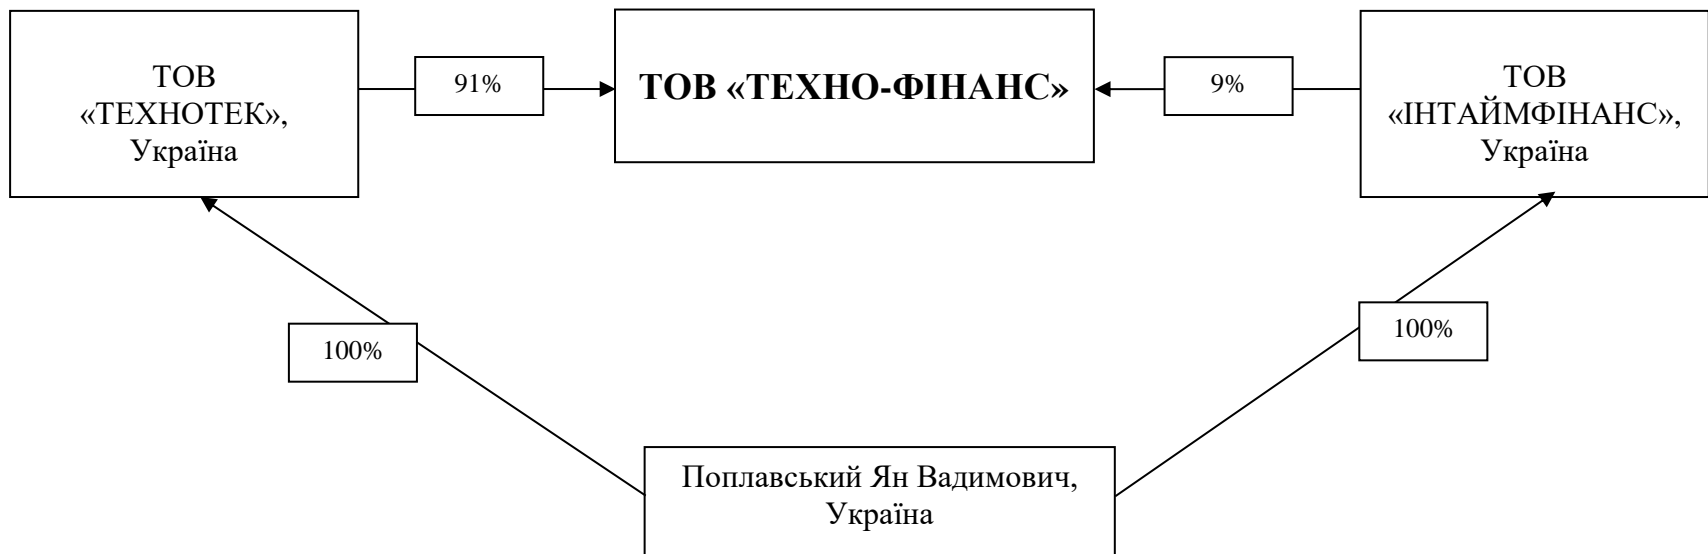 ТОВ
«ТЕХНОТЕК»,
Україна
91%
ТОВ «ТЕХНО-ФІНАНС»
9%
ТОВ
«ІНТАЙМФІНАНС»,
Україна
100%
100%
Поплавський Ян Вадимович,
Україна